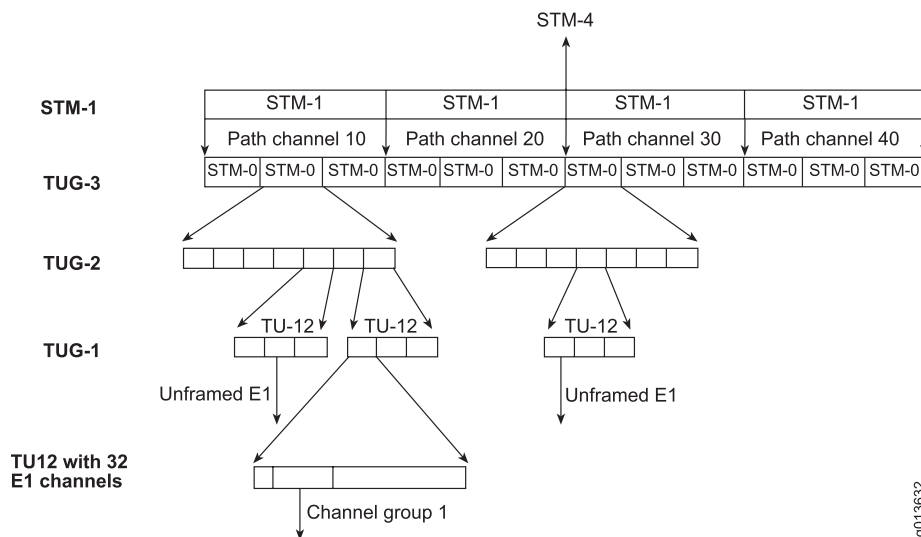 STM-4
STM-1 STM-1 STM-1 STM-1 STM-1
Path channel 10 Path channel 20 Path channel 30 Path channel 40
TUG-3 STM-0 STM-0 STM-0 STM-0 STM-0 STM-0 STM-0 STM-0 STM-0 STM-0 STM-0 STM-0
TUG-2
TU-12 TU-12 TU-12
TUG-1
Unframed E1 Unframed E1
TU12 with 32
E1 channels
Channel group 1
g013632